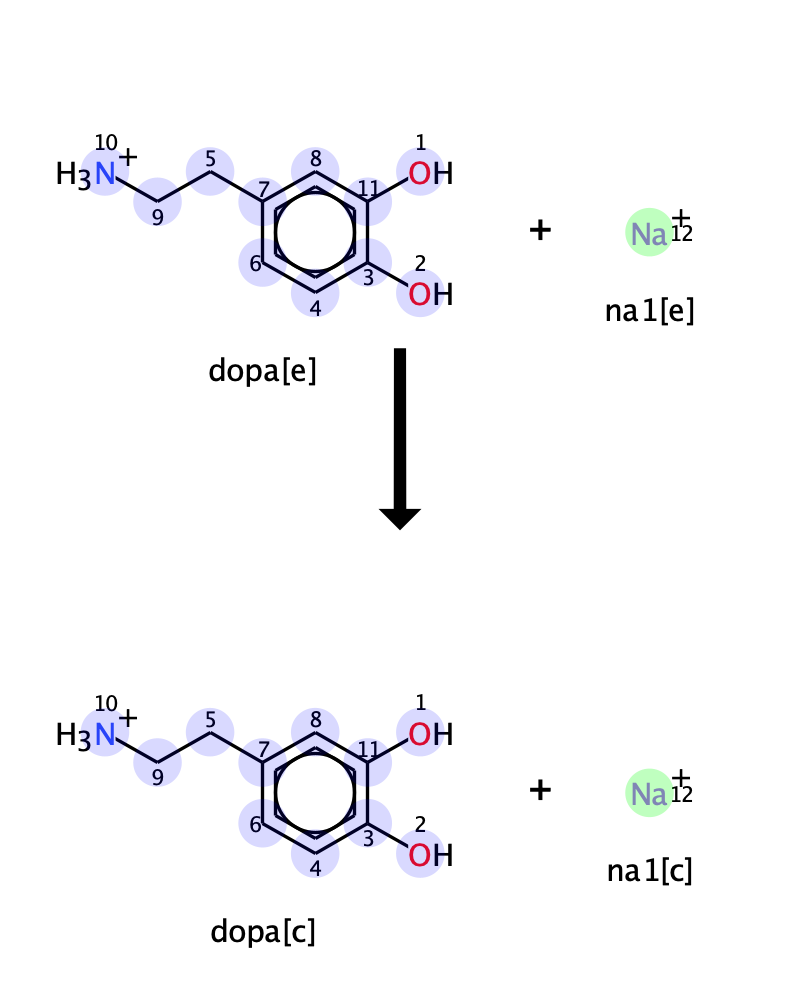 10 + 5 8 1
H3N 7 11 OH
9 + Na+ 12
6 3 2
4 OH na1[e]
dopa[e]
10 + 5 8 1
H3N 7 11 OH
9 + Na+ 12
6 3 2
4 OH na1[c]
dopa[c]